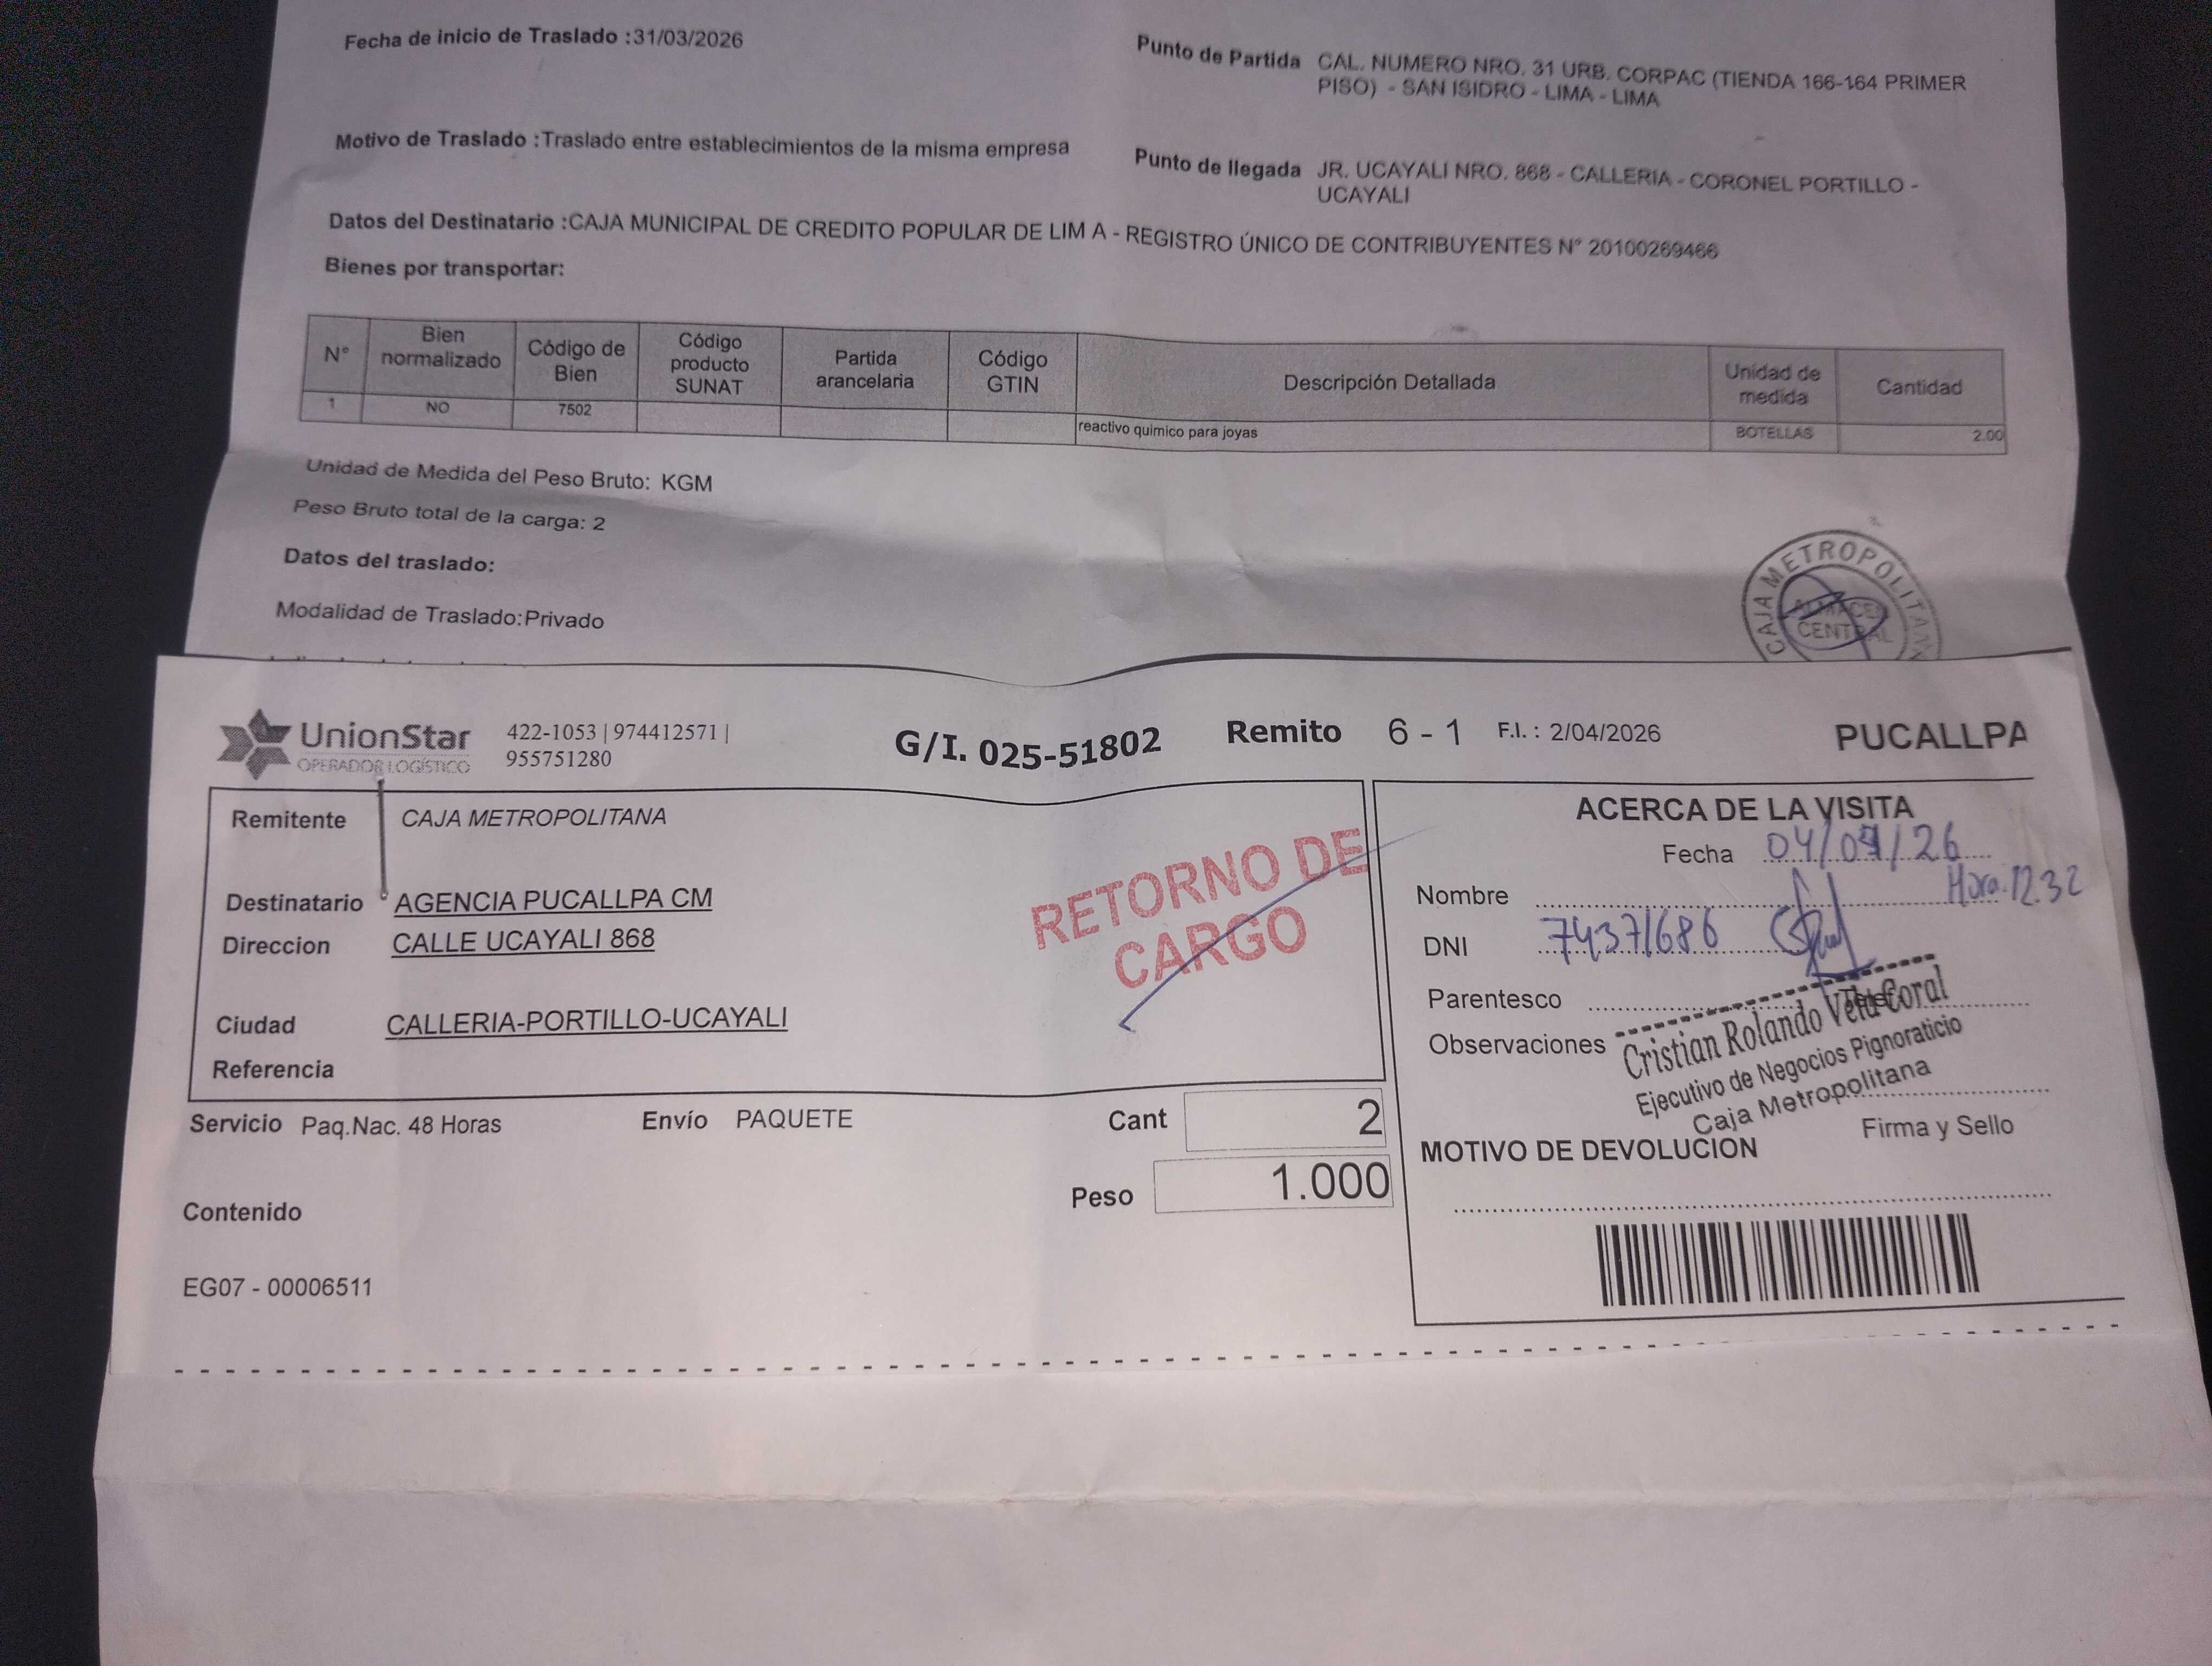 Fecha de inicio de Traslado :31/03/2026
Punto de Partida CAL. NUMERO NRO. 31 URB. CORPAC (TIENDA 166-164 PRIMER
PISO) - SAN ISIDRO - LIMA - LIMA
Motivo de Traslado :Traslado entre establecimientos de la misma empresa
Punto de llegada JR. UCAYALI NRO. 868 - CALLERIA - CORONEL PORTILLO -
UCAYALI
Datos del Destinatario :CAJA MUNICIPAL DE CREDITO POPULAR DE LIM A - REGISTRO ÚNICO DE CONTRIBUYENTES N° 20100269466
Bienes por transportar:
N° Bien normalizado Código de Bien Código producto SUNAT Partida arancelaria Código GTIN Descripción Detallada Unidad de medida Cantidad
1 NO 7502 reactivo quimico para joyas BOTELLAS 2.00
Unidad de Medida del Peso Bruto: KGM
Peso Bruto total de la carga: 2
Datos del traslado:
Modalidad de Traslado:Privado
CAJA METROPOLITAN
ALMACEN
CENTRAL
UnionStar
OPERADOR LOGÍSTICO
422-1053 | 974412571 |
955751280
G/I. 025-51802 Remito 6 - 1 F.I. : 2/04/2026 PUCALLPA
Remitente CAJA METROPOLITANA
Destinatario AGENCIA PUCALLPA CM
Direccion CALLE UCAYALI 868
Ciudad CALLERIA-PORTILLO-UCAYALI
Referencia
RETORNO DE
CARGO
Servicio Paq.Nac. 48 Horas Envío PAQUETE Cant 2
Peso 1.000
Contenido
EG07 - 00006511
ACERCA DE LA VISITA
Fecha 04/04/26
Nombre Hora. 12.32
DNI 74371686
Parentesco
Observaciones
Cristian Rolando Vela Coral
Ejecutivo de Negocios Pignoraticio
Caja Metropolitana
Firma y Sello
MOTIVO DE DEVOLUCION